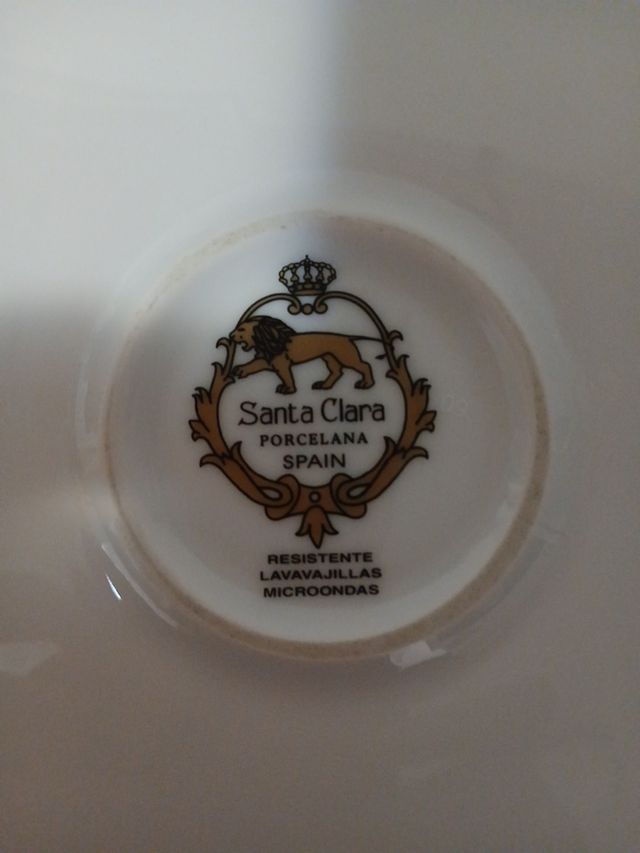 Santa Clara
PORCELANA
SPAIN
RESISTENTE
LAVAVAJILLAS
MICROONDAS